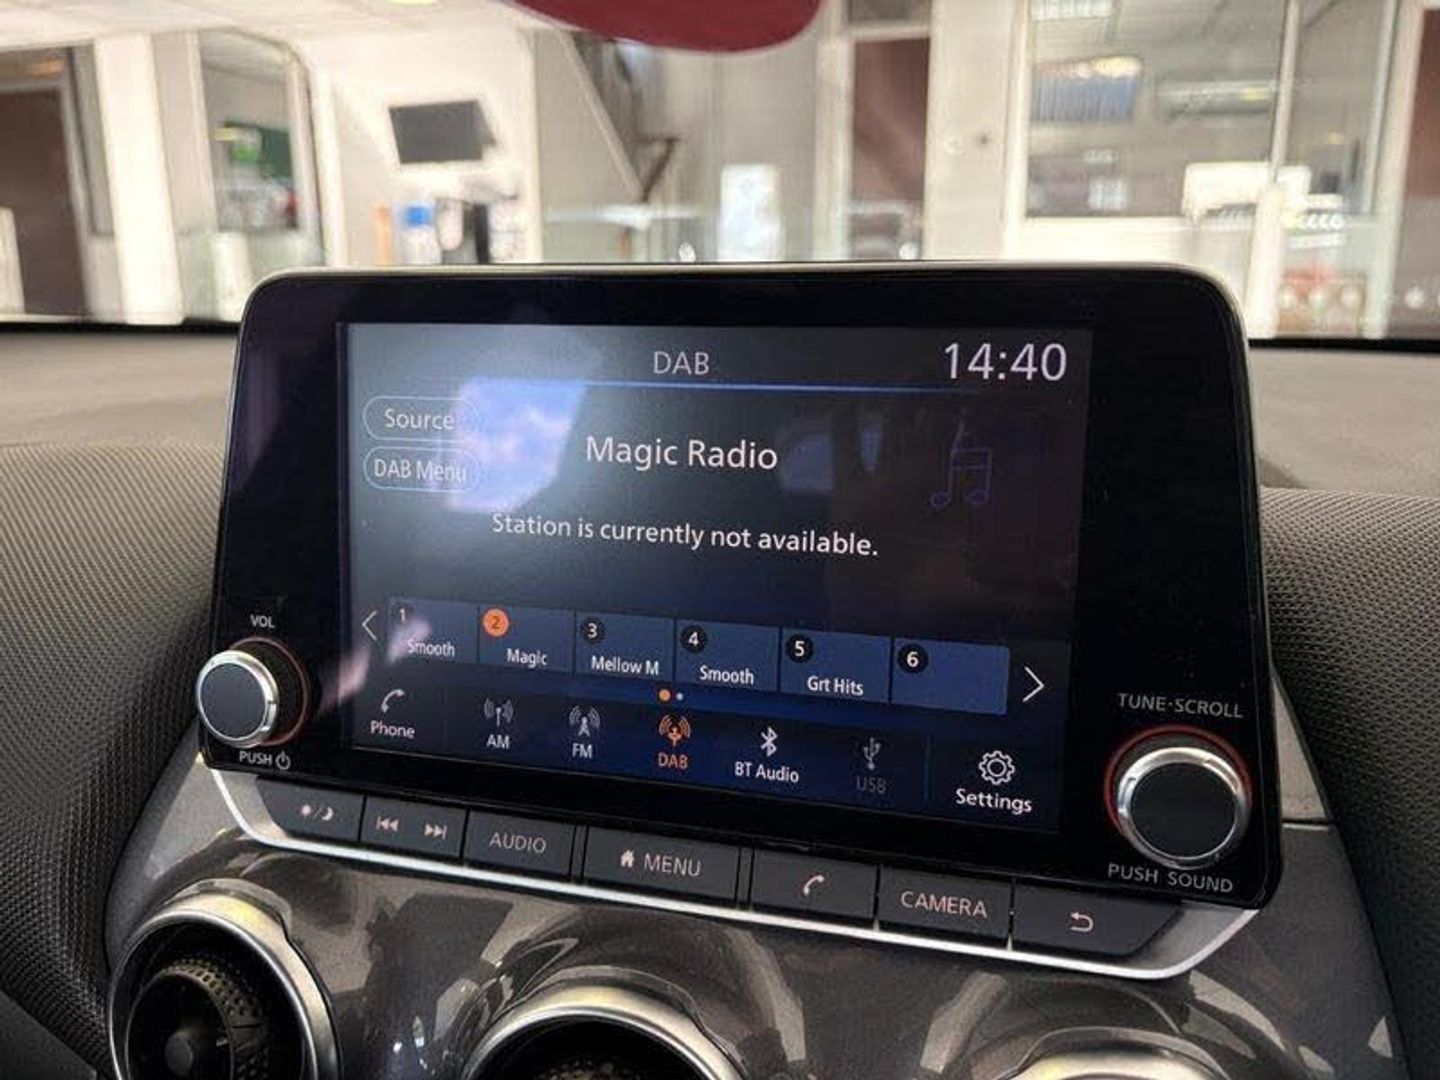 DAB
14:40
Source
DAB Menu
Magic Radio
Station is currently not available.
1
Smooth
2
Magic
3
Mellow M
4
Smooth
5
Grt Hits
6
Phone
AM
FM
DAB
BT Audio
USB
Settings
VOL
PUSH
TUNE·SCROLL
PUSH SOUND
AUDIO
MENU
CAMERA